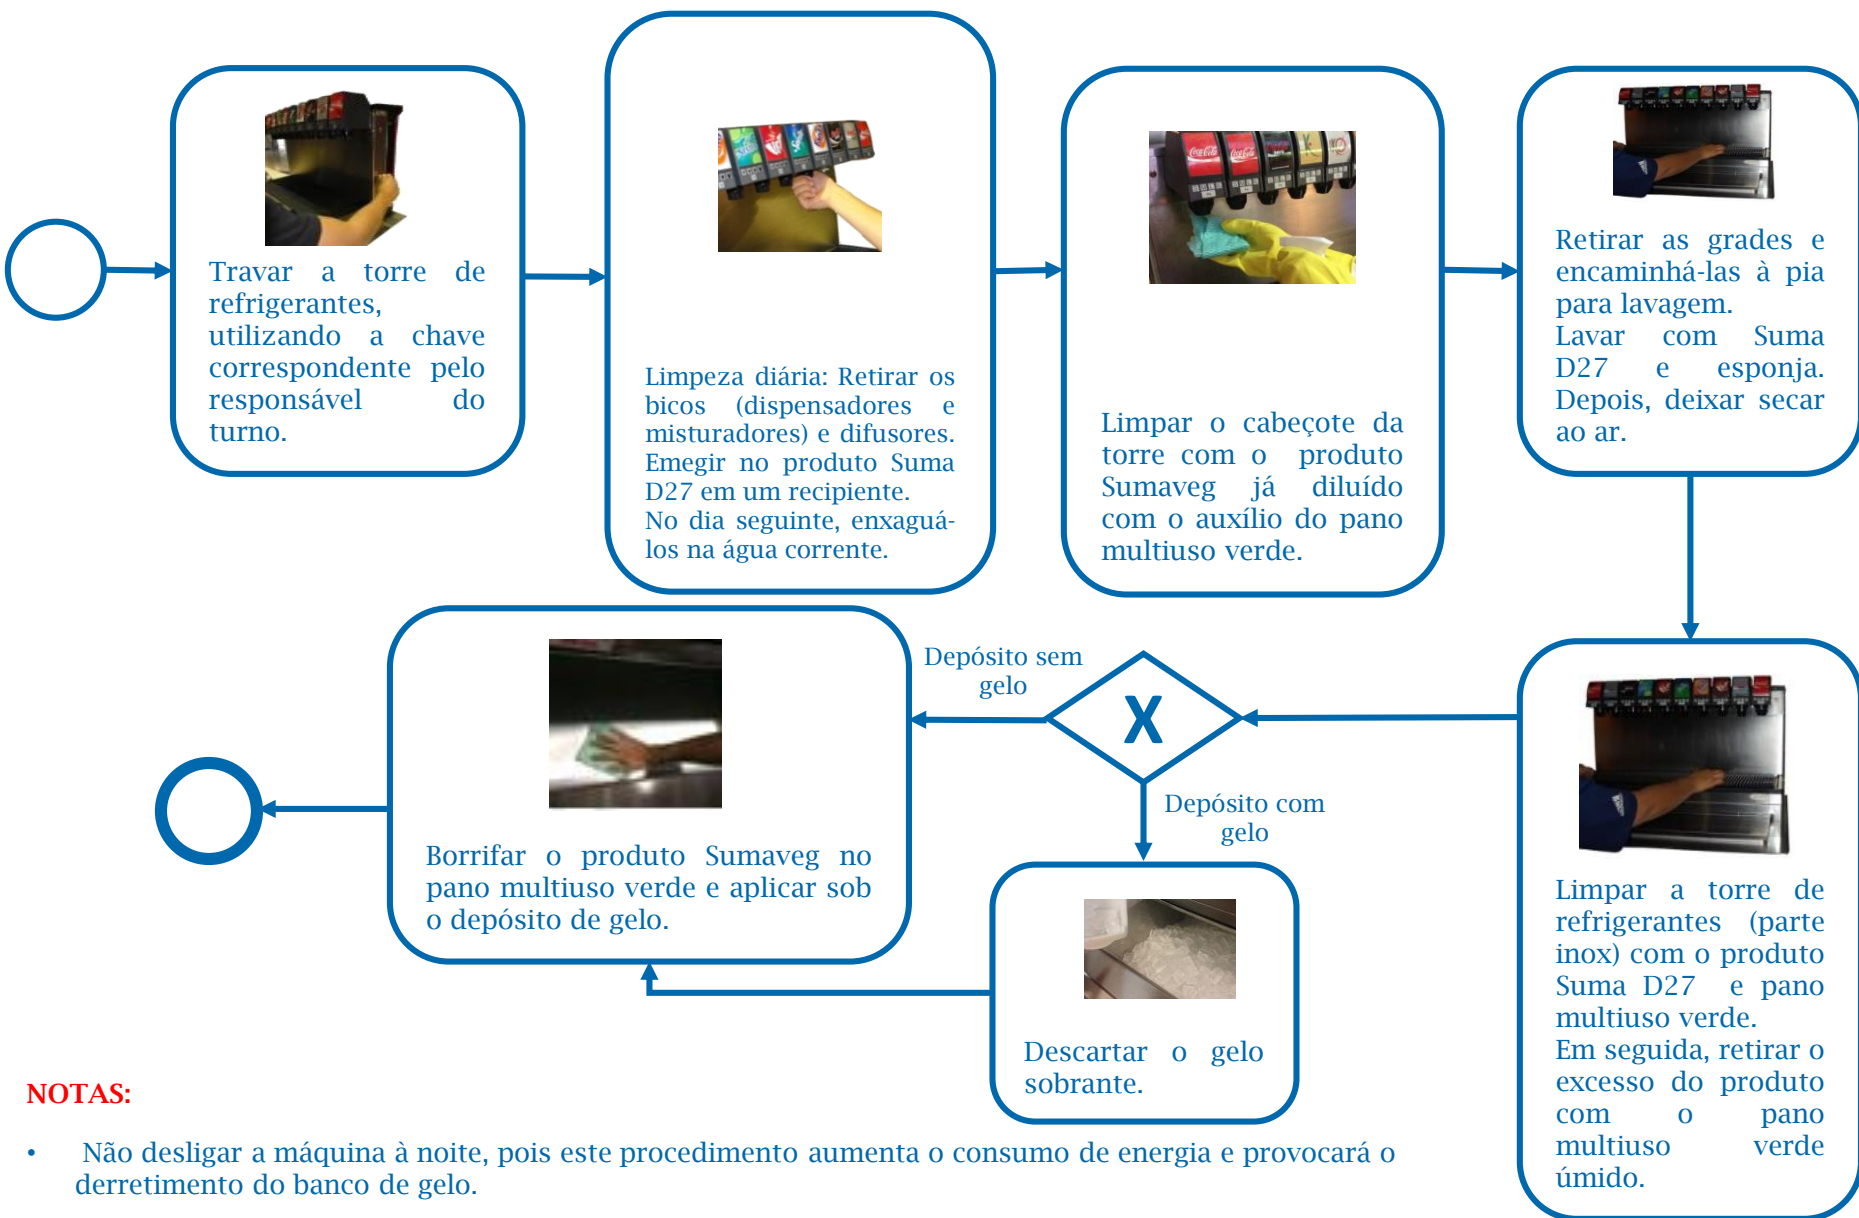 Travar a torre de
refrigerantes,
utilizando a chave
correspondente pelo
responsável do
turno.
Limpeza diária: Retirar os
bicos (dispensadores e
misturadores) e difusores.
Emegir no produto Suma
D27 em um recipiente.
No dia seguinte, enxaguá-
los na água corrente.
Coca-Cola
Coca-Cola
Limpar o cabeçote da
torre com o produto
Sumaveg já diluído
com o auxílio do pano
multiuso verde.
Retirar as grades e
encaminhá-las à pia
para lavagem.
Lavar com Suma
D27 e esponja.
Depois, deixar secar
ao ar.
Limpar a torre de
refrigerantes (parte
inox) com o produto
Suma D27 e pano
multiuso verde.
Em seguida, retirar o
excesso do produto
com o pano
multiuso verde
úmido.
X
Depósito sem
gelo
Depósito com
gelo
Descartar o gelo
sobrante.
Borrifar o produto Sumaveg no
pano multiuso verde e aplicar sob
o depósito de gelo.
NOTAS:
• Não desligar a máquina à noite, pois este procedimento aumenta o consumo de energia e provocará o
derretimento do banco de gelo.